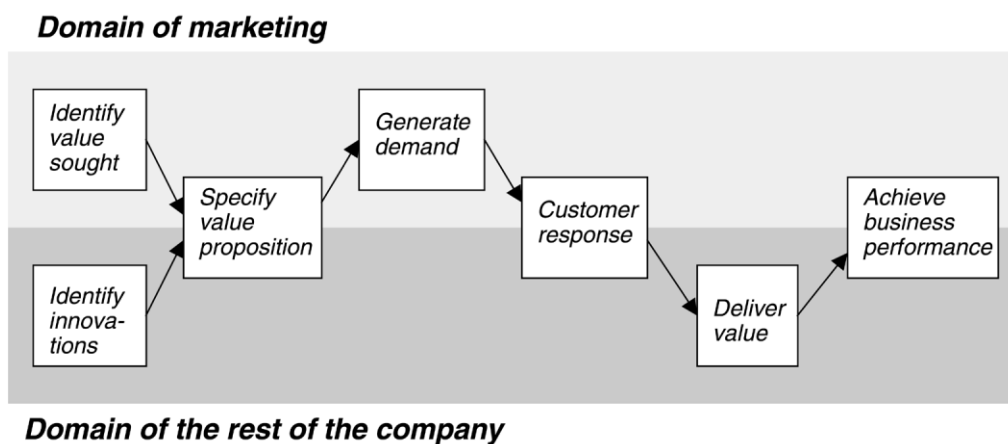 Domain of marketing
Identify
value
sought
Generate
demand
Specify
value
proposition
Customer
response
Achieve
business
performance
Identify
innova-
tions
Deliver
value
Domain of the rest of the company